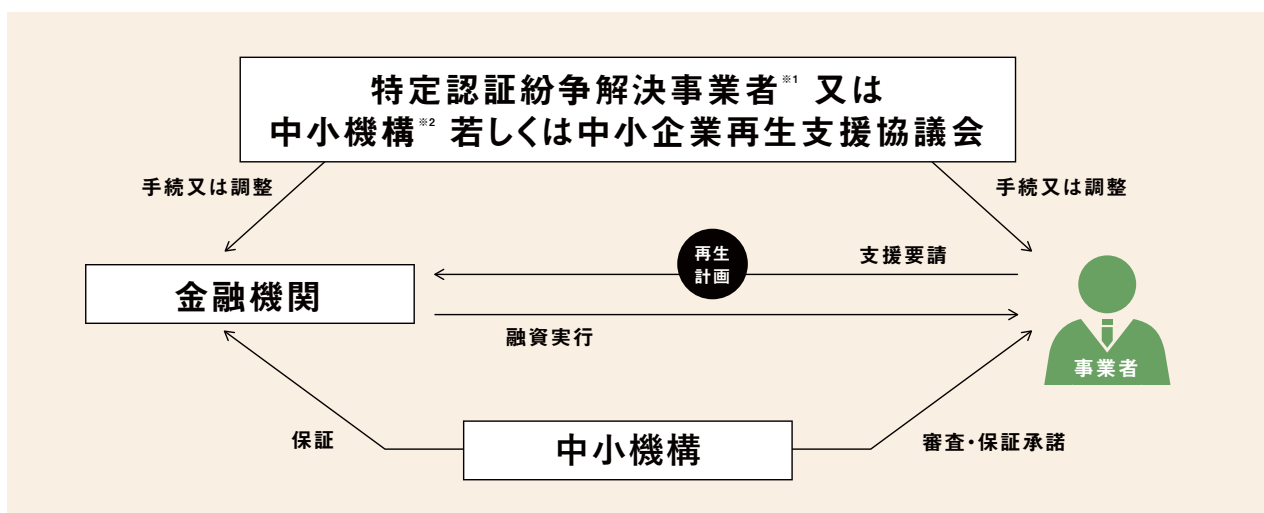 特定認証紛争解決事業者※1 又は
中小機構※2 若しくは中小企業再生支援協議会
手続又は調整
手続又は調整
再生
計画
支援要請
金融機関
融資実行
事業者
保証
中小機構
審査・保証承諾